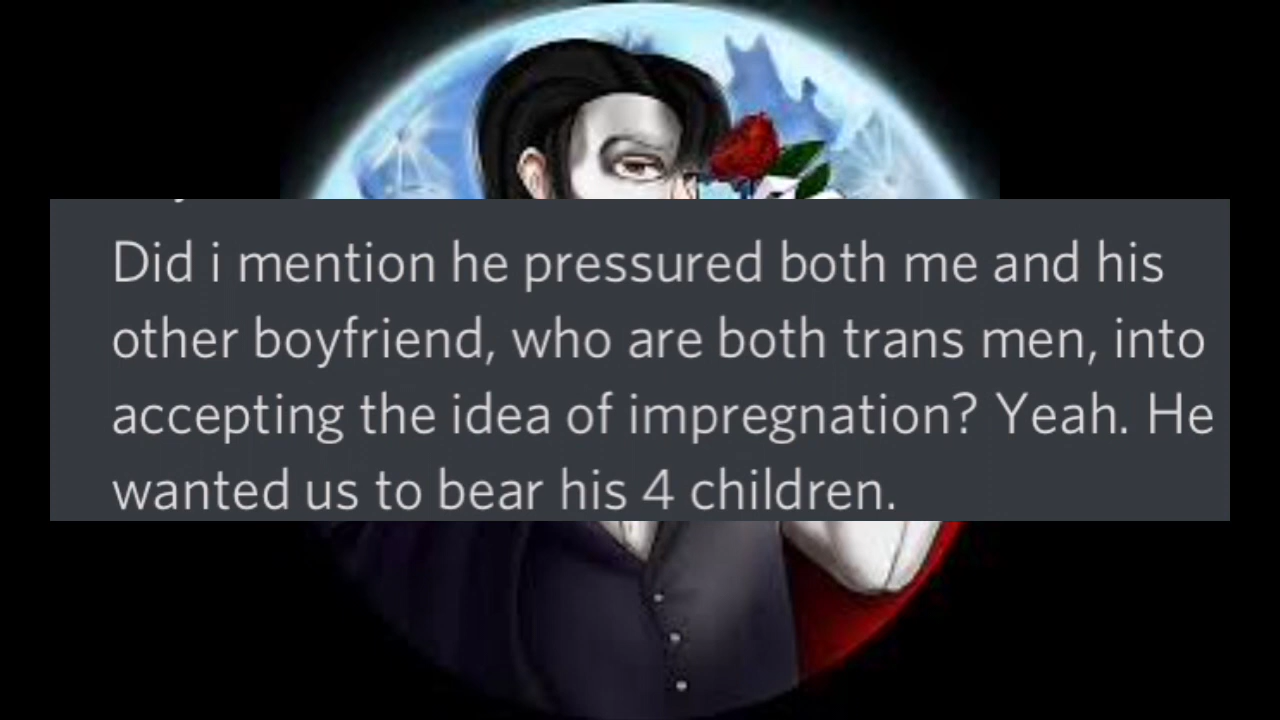 Did i mention he pressured both me and his
other boyfriend, who are both trans men, into
accepting the idea of impregnation? Yeah. He
wanted us to bear his 4 children.